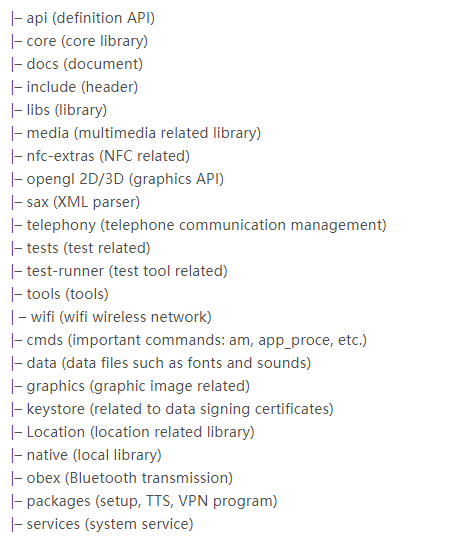 |– api (definition API)
|– core (core library)
|– docs (document)
|– include (header)
|– libs (library)
|– media (multimedia related library)
|– nfc-extras (NFC related)
|– opengl 2D/3D (graphics API)
|– sax (XML parser)
|– telephony (telephone communication management)
|– tests (test related)
|– test-runner (test tool related)
|– tools (tools)
| – wifi (wifi wireless network)
|– cmds (important commands: am, app_proce, etc.)
|– data (data files such as fonts and sounds)
|– graphics (graphic image related)
|– keystore (related to data signing certificates)
|– Location (location related library)
|– native (local library)
|– obex (Bluetooth transmission)
|– packages (setup, TTS, VPN program)
|– services (system service)